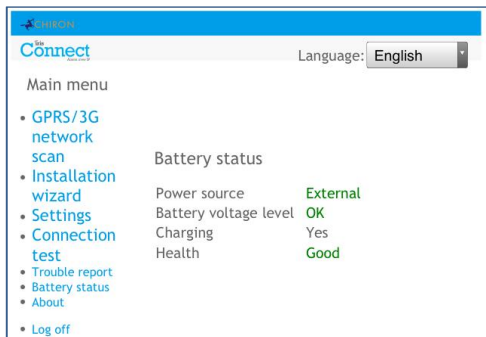 CHIRON
Tele
Connect
Language: English
Main menu
GPRS/3G
network
scan
Installation
wizard
Settings
Connection
test
Trouble report
Battery status
About
Log off
Battery status
Power source External
Battery voltage level OK
Charging Yes
Health Good